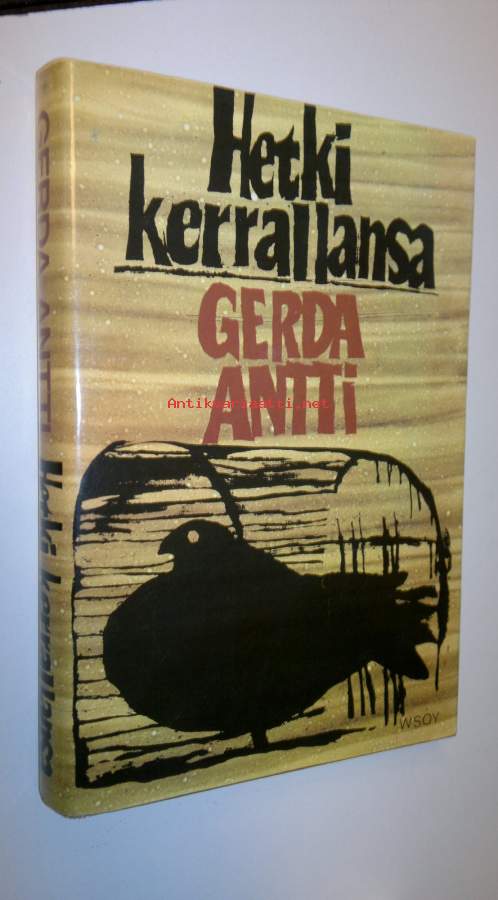 Hetki
kerrallansa
GERDA
ANTTI
Antikvariaatti.net
WSOY
GERDA ANTTI Hetki kerrallansa